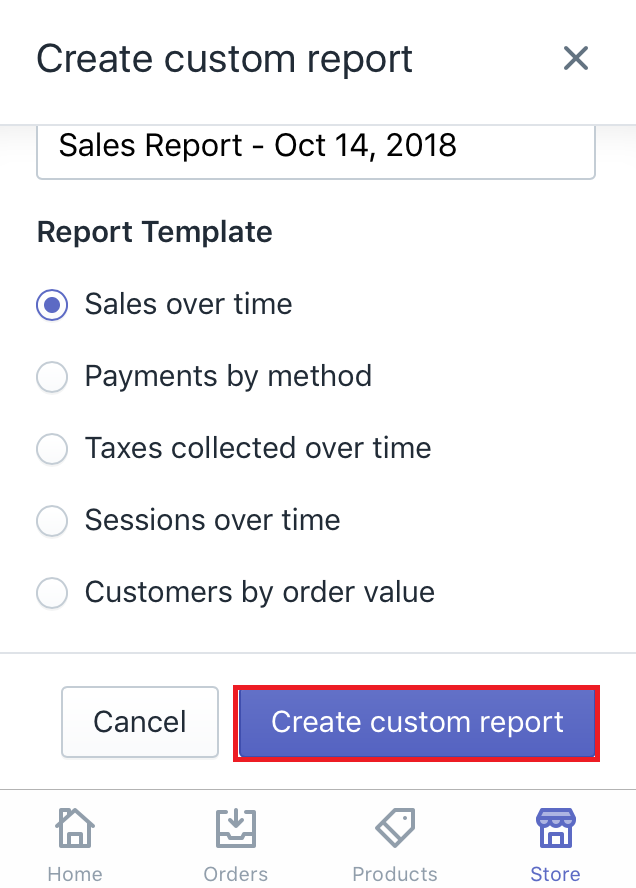 Create custom report
Sales Report - Oct 14, 2018
Report Template
Sales over time
Payments by method
Taxes collected over time
Sessions over time
Customers by order value
Cancel
Create custom report
Home
Orders
Products
Store